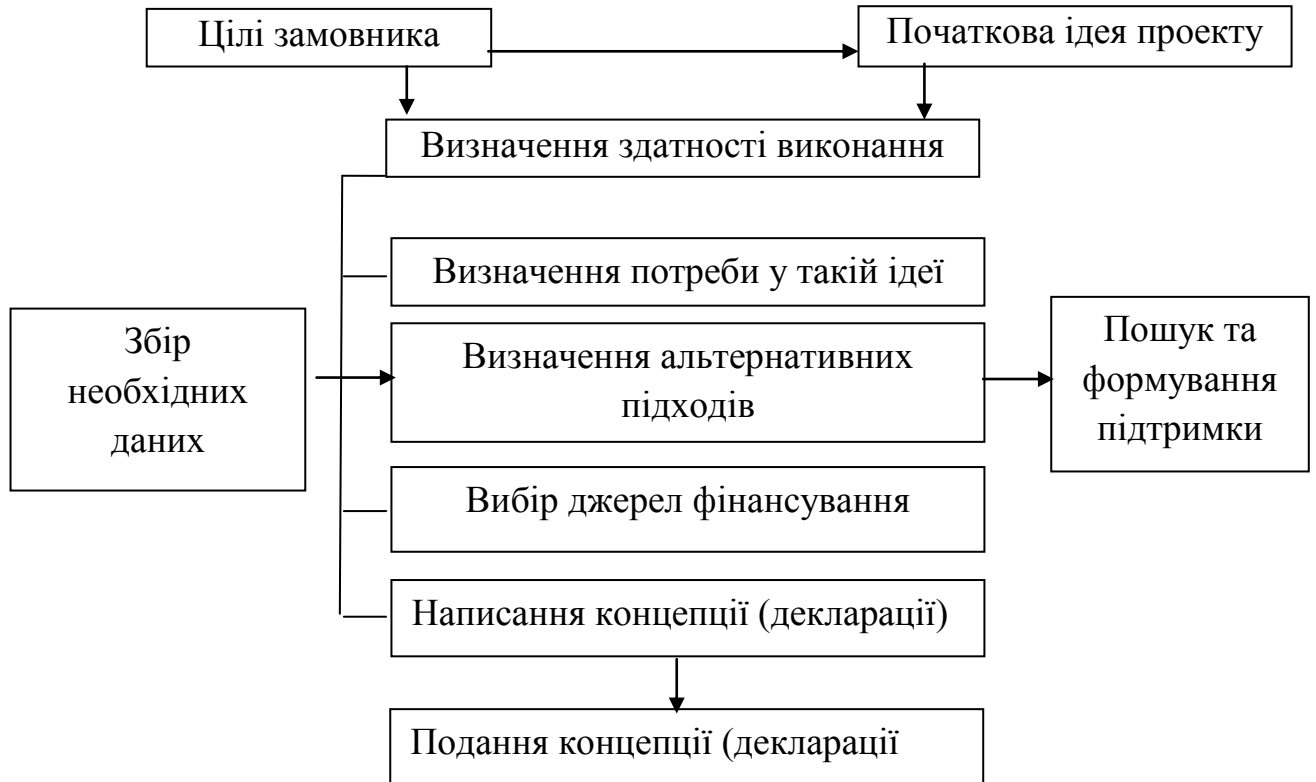 Цілі замовника
Початкова ідея проекту
Визначення здатності виконання
Визначення потреби у такій ідеї
Збір
необхідних
даних
Визначення альтернативних
підходів
Пошук та
формування
підтримки
Вибір джерел фінансування
Написання концепції (декларації)
Подання концепції (декларації